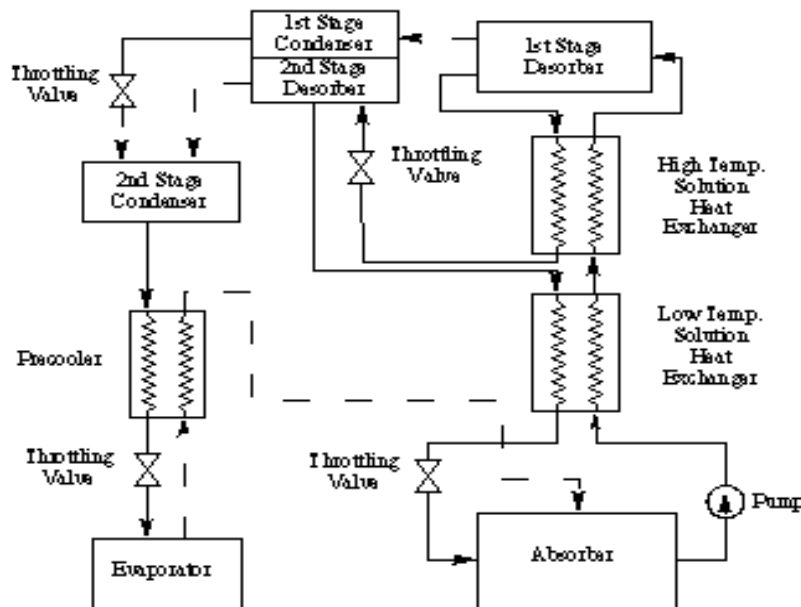 1st Stage
Condenser
2nd Stage
Desorber
1st Stage
Desorber
Throttling
Valve
Throttling
Valve
2nd Stage
Condenser
High Temp.
Solution
Heat
Exchanger
Low Temp.
Solution
Heat
Exchanger
Precooler
Throttling
Valve
Throttling
Valve
Pump
Evaporator
Absorber